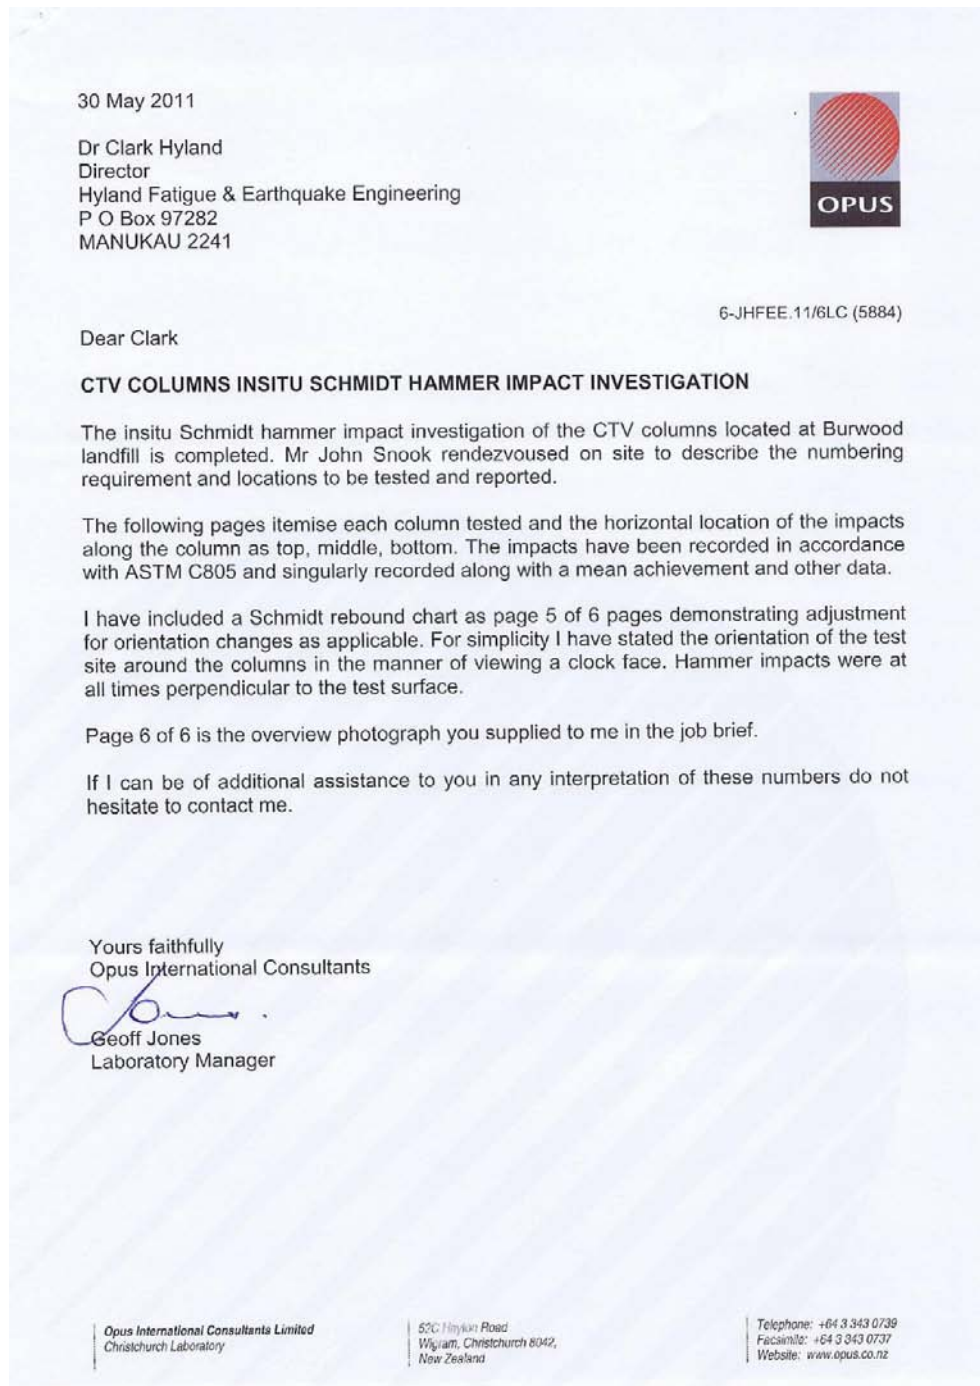 30 May 2011
OPUS
Dr Clark Hyland
Director
Hyland Fatigue & Earthquake Engineering
P O Box 97282
MANUKAU 2241
6-JHFEE.11/6LC (5884)
Dear Clark
CTV COLUMNS INSITU SCHMIDT HAMMER IMPACT INVESTIGATION
The insitu Schmidt hammer impact investigation of the CTV columns located at Burwood
landfill is completed. Mr John Snook rendezvoused on site to describe the numbering
requirement and locations to be tested and reported.
The following pages itemise each column tested and the horizontal location of the impacts
along the column as top, middle, bottom. The impacts have been recorded in accordance
with ASTM C805 and singularly recorded along with a mean achievement and other data.
I have included a Schmidt rebound chart as page 5 of 6 pages demonstrating adjustment
for orientation changes as applicable. For simplicity I have stated the orientation of the test
site around the columns in the manner of viewing a clock face. Hammer impacts were at
all times perpendicular to the test surface.
Page 6 of 6 is the overview photograph you supplied to me in the job brief.
If I can be of additional assistance to you in any interpretation of these numbers do not
hesitate to contact me.
Yours faithfully
Opus International Consultants
Geoff Jones
Laboratory Manager
Opus International Consultants Limited
Christchurch Laboratory
Road
Wigram, Christchurch 8042,
New Zealand
Telephone: +64 3 343 0739
Facsimile: +64 3 343 0737
Website: www.opus.co.nz